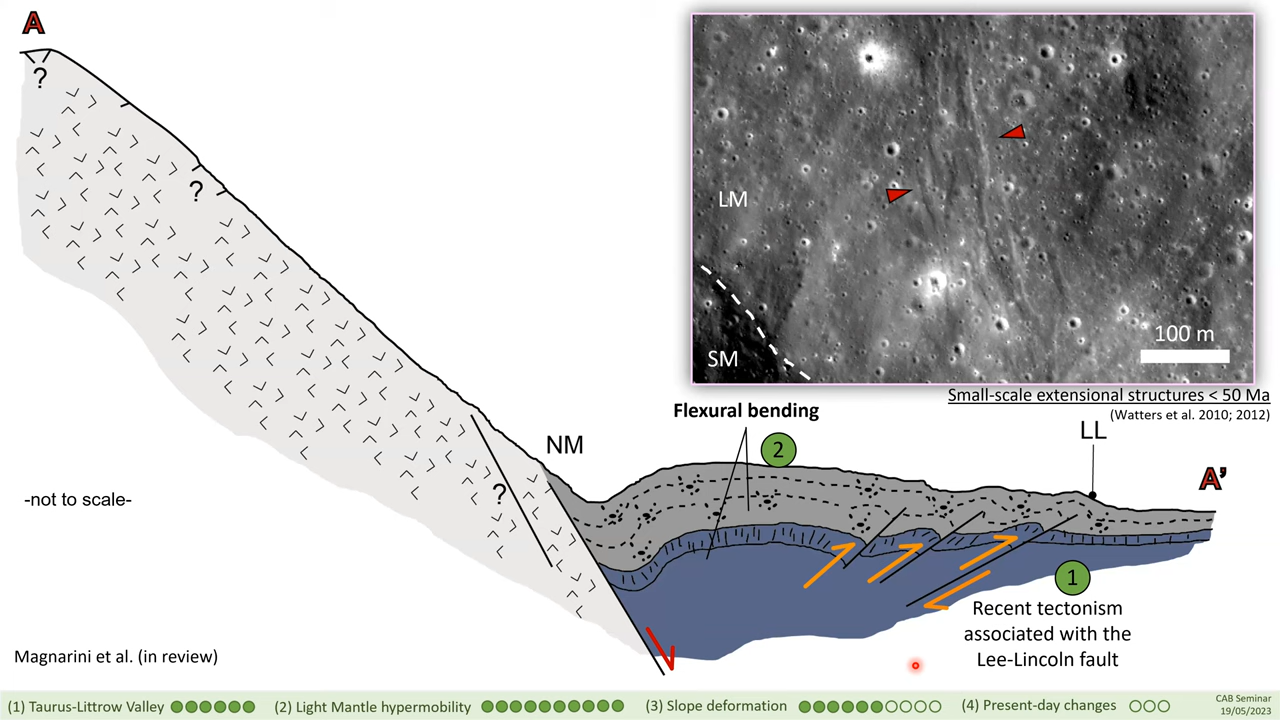 A
?
?
LM
SM
100 m
Small-scale extensional structures < 50 Ma
(Watters et al. 2010; 2012)
Flexural bending
2
LL
NM
A’
?
-not to scale-
1
Recent tectonism
associated with the
Lee-Lincoln fault
Magnarini et al. (in review)
(1) Taurus-Littrow Valley
(2) Light Mantle hypermobility
(3) Slope deformation
(4) Present-day changes
CAB Seminar
19/05/2023